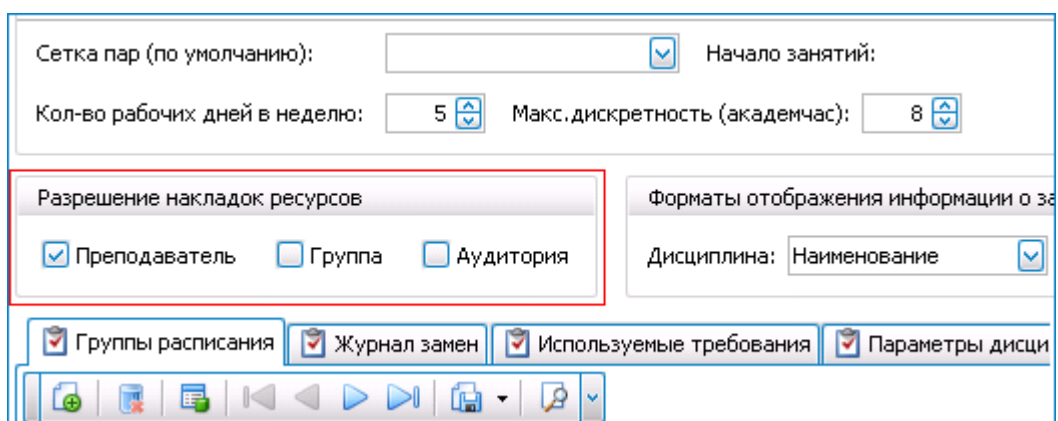 Сетка пар (по умолчанию): Начало занятий:
Кол-во рабочих дней в неделю: 5 Макс.дискретность (академчас): 8
Разрешение накладок ресурсов Форматы отображения информации о за
Преподаватель Группа Аудитория Дисциплина: Наименование
Группы расписания Журнал замен Используемые требования Параметры дисци